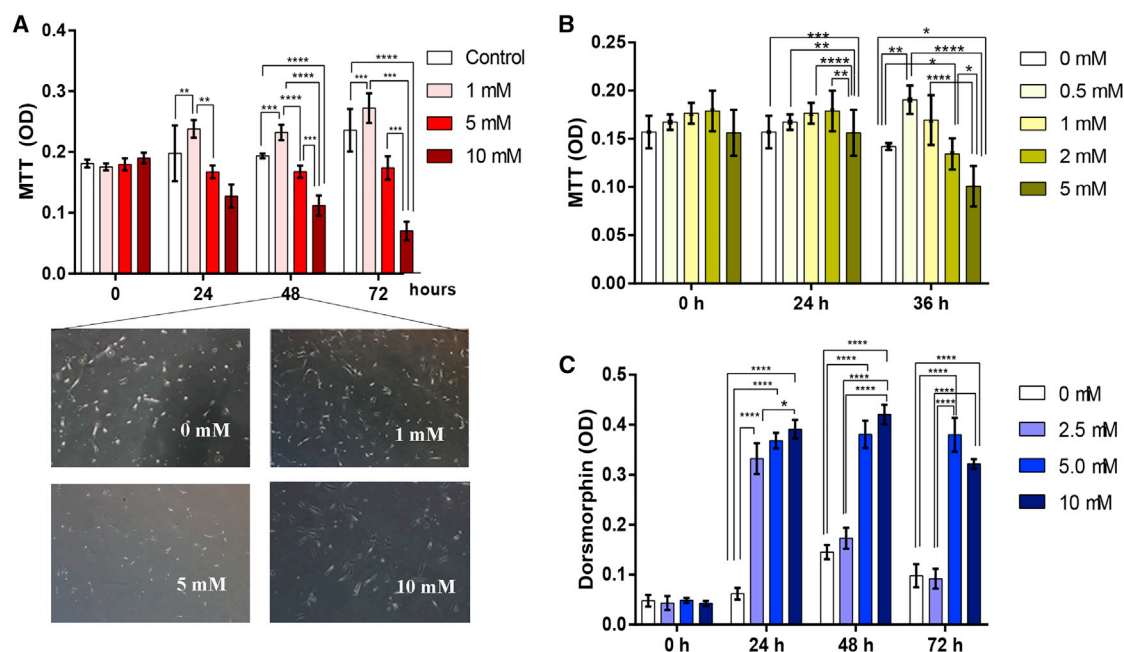 A
MTT (OD)
0.4
0.3
0.2
0.1
0.0
** **
*** **** *** **** ****
*** *** *** ****
0 24 48 72 hours
Control
1 mM
5 mM
10 mM
0 mM
1 mM
5 mM
10 mM
B
MTT (OD)
0.25
0.20
0.15
0.10
0.05
0.00
***
**
****
**
*
** ****
*
**** *
0 h 24 h 36 h
0 mM
0.5 mM
1 mM
2 mM
5 mM
C
Dorsmorphin (OD)
0.5
0.4
0.3
0.2
0.1
0.0
****
****
**** *
****
****
****
****
****
****
****
****
0 h 24 h 48 h 72 h
0 mM
2.5 mM
5.0 mM
10 mM